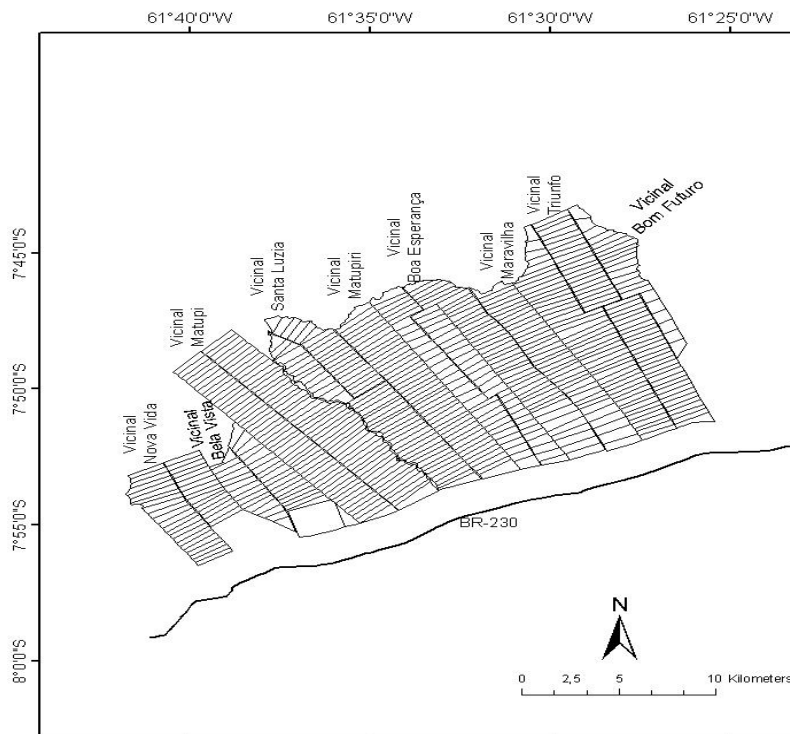 61°40'0"W
61°35'0"W
61°30'0"W
61°25'0"W
7°45'0"S
7°50'0"S
7°55'0"S
8°0'0"S
Vicinal
Nova Vida
Vicinal
Bela Vista
Vicinal
Matupi
Vicinal
Santa Luzia
Vicinal
Matupiri
Vicinal
Boa Esperança
Vicinal
Maravilha
Vicinal
Triunfo
Vicinal
Bom Futuro
BR-230
N
0 2,5 5 10 Kilometers